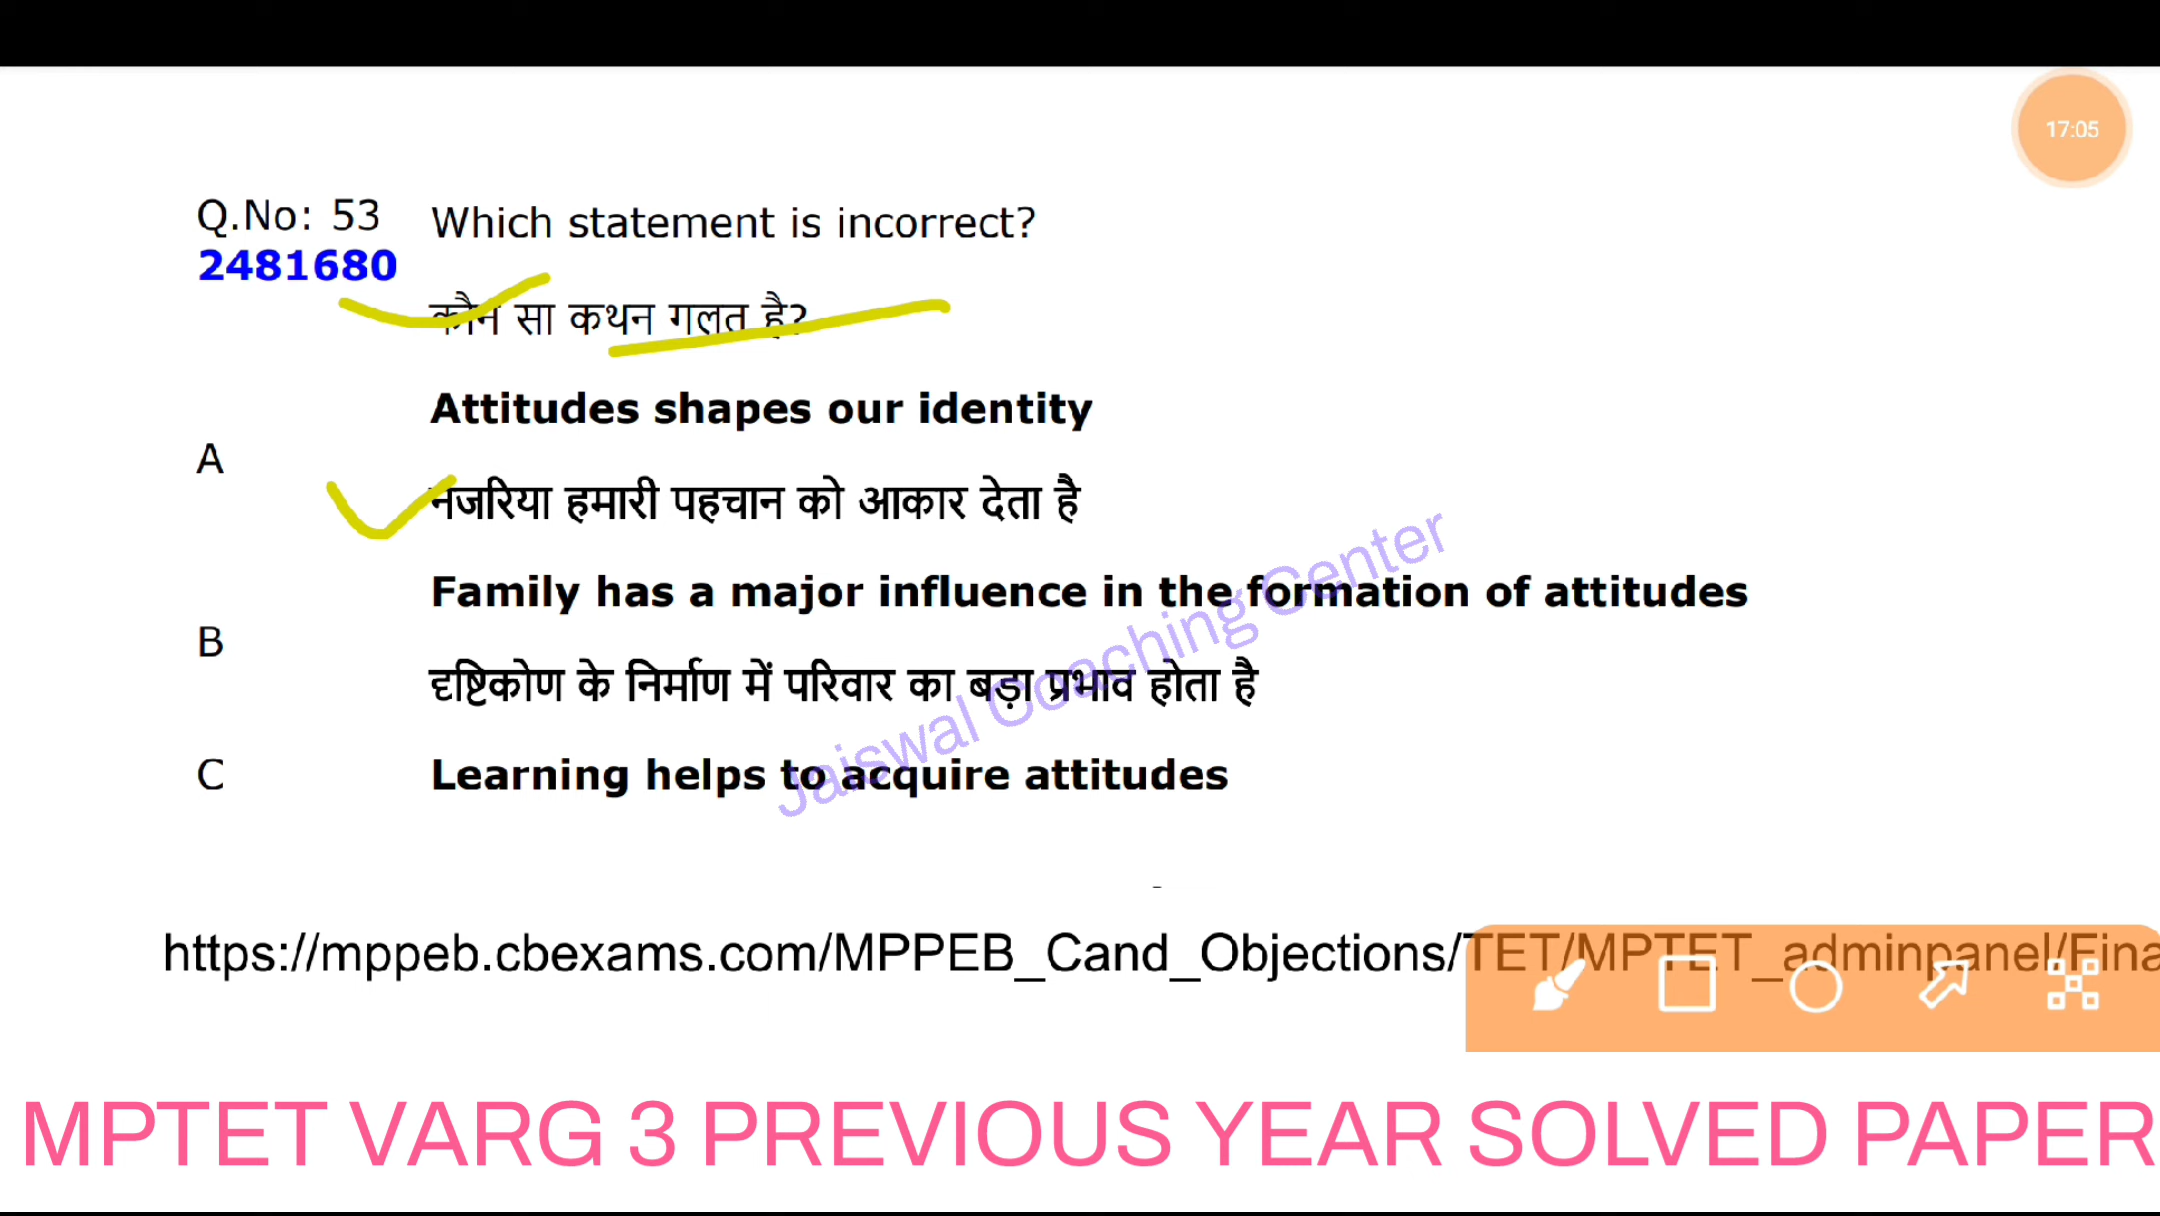 17:05
Q.No: 53 Which statement is incorrect?
2481680
कौन सा कथन गलत है?
Attitudes shapes our identity
A
नजरिया हमारी पहचान को आकार देता है
Family has a major influence in the formation of attitudes
B
दृष्टिकोण के निर्माण में परिवार का बड़ा प्रभाव होता है
C Learning helps to acquire attitudes
Jaiswal Coaching Center
https://mppeb.cbexams.com/MPPEB_Cand_Objections/TET/MPTET_adminpanel/Fina
MPTET VARG 3 PREVIOUS YEAR SOLVED PAPER